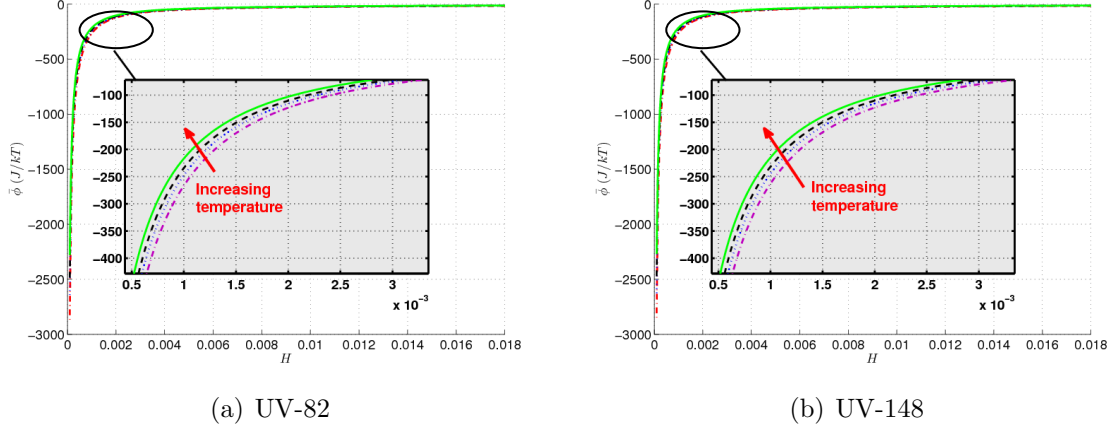 0
−500
−1000
−1500
−2000
−2500
−3000
0 0.002 0.004 0.006 0.008 0.01 0.012 0.014 0.016 0.018
H
ϕ̄ (J/kT)
-100
-150
-200
-250
-300
-350
-400
0.5 1 1.5 2 2.5 3
x 10⁻³
Increasing
temperature
(a) UV-82
0
−500
−1000
−1500
−2000
−2500
−3000
0 0.002 0.004 0.006 0.008 0.01 0.012 0.014 0.016 0.018
H
ϕ̄ (J/kT)
-100
-150
-200
-250
-300
-350
-400
0.5 1 1.5 2 2.5 3
x 10⁻³
Increasing
temperature
(b) UV-148